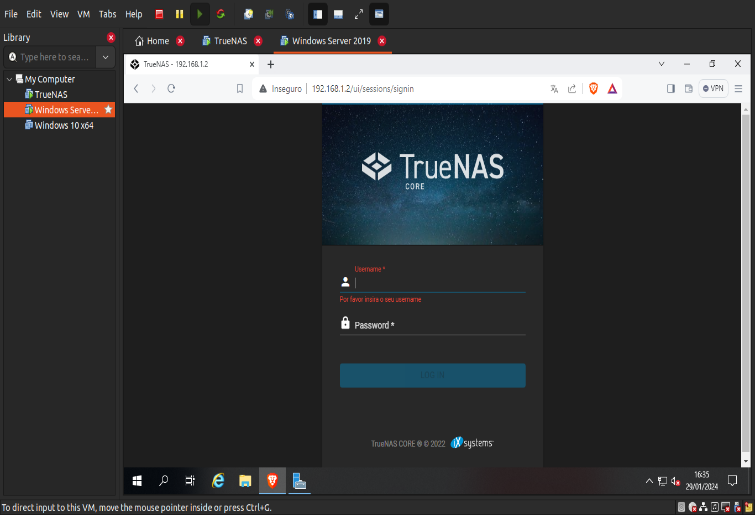 File Edit View VM Tabs Help
Library
Type here to sea...
My Computer
TrueNAS
Windows Serve...
Windows 10 x64
Home
TrueNAS
Windows Server 2019
TrueNAS - 192.168.1.2
Inseguro 192.168.1.2/ui/sessions/signin
VPN
TrueNAS
CORE
Username *
Por favor insira o seu username
Password *
LOG IN
TrueNAS CORE ® © 2022 iXsystems
16:35
29/01/2024
To direct input to this VM, move the mouse pointer inside or press Ctrl+G.